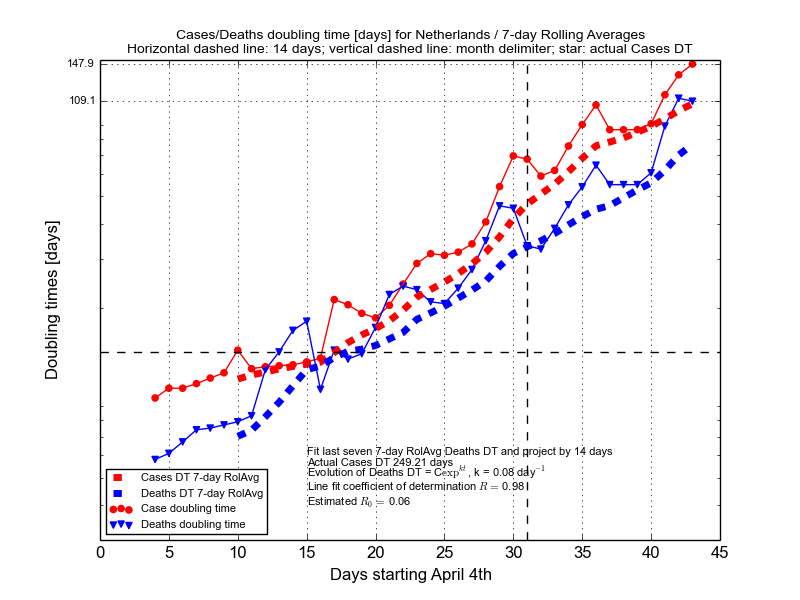 Cases/Deaths doubling time [days] for Netherlands / 7-day Rolling Averages
Horizontal dashed line: 14 days; vertical dashed line: month delimiter; star: actual Cases DT
147.9
109.1
Doubling times [days]
Fit last seven 7-day RolAvg Deaths DT and project by 14 days
Actual Cases DT 249.21 days
Evolution of Deaths DT = Cexp^{kt}, k = 0.08 day^{-1}
Line fit coefficient of determination R = 0.98
Estimated R_0 = 0.06
Cases DT 7-day RolAvg
Deaths DT 7-day RolAvg
Case doubling time
Deaths doubling time
0 5 10 15 20 25 30 35 40 45
Days starting April 4th